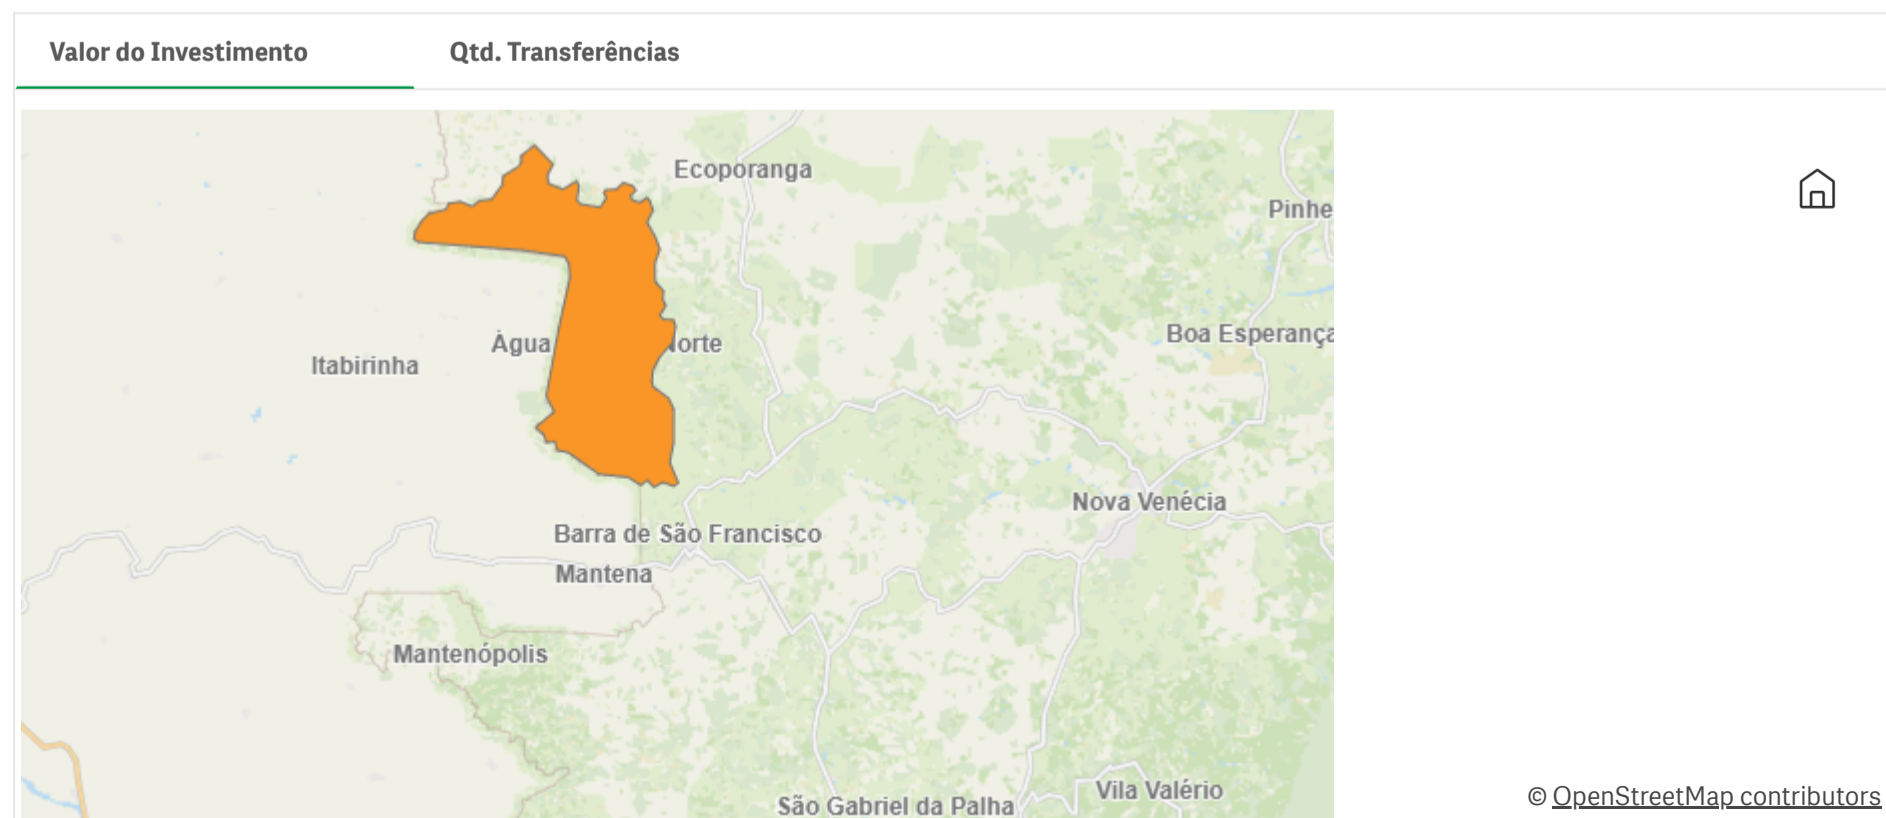 Valor do Investimento
Qtd. Transferências
Ecoporanga
Pinhe
Água
orte
Boa Esperança
Itabirinha
Nova Venécia
Barra de São Francisco
Mantena
Mantenópolis
Vila Valério
São Gabriel da Palha
© OpenStreetMap contributors